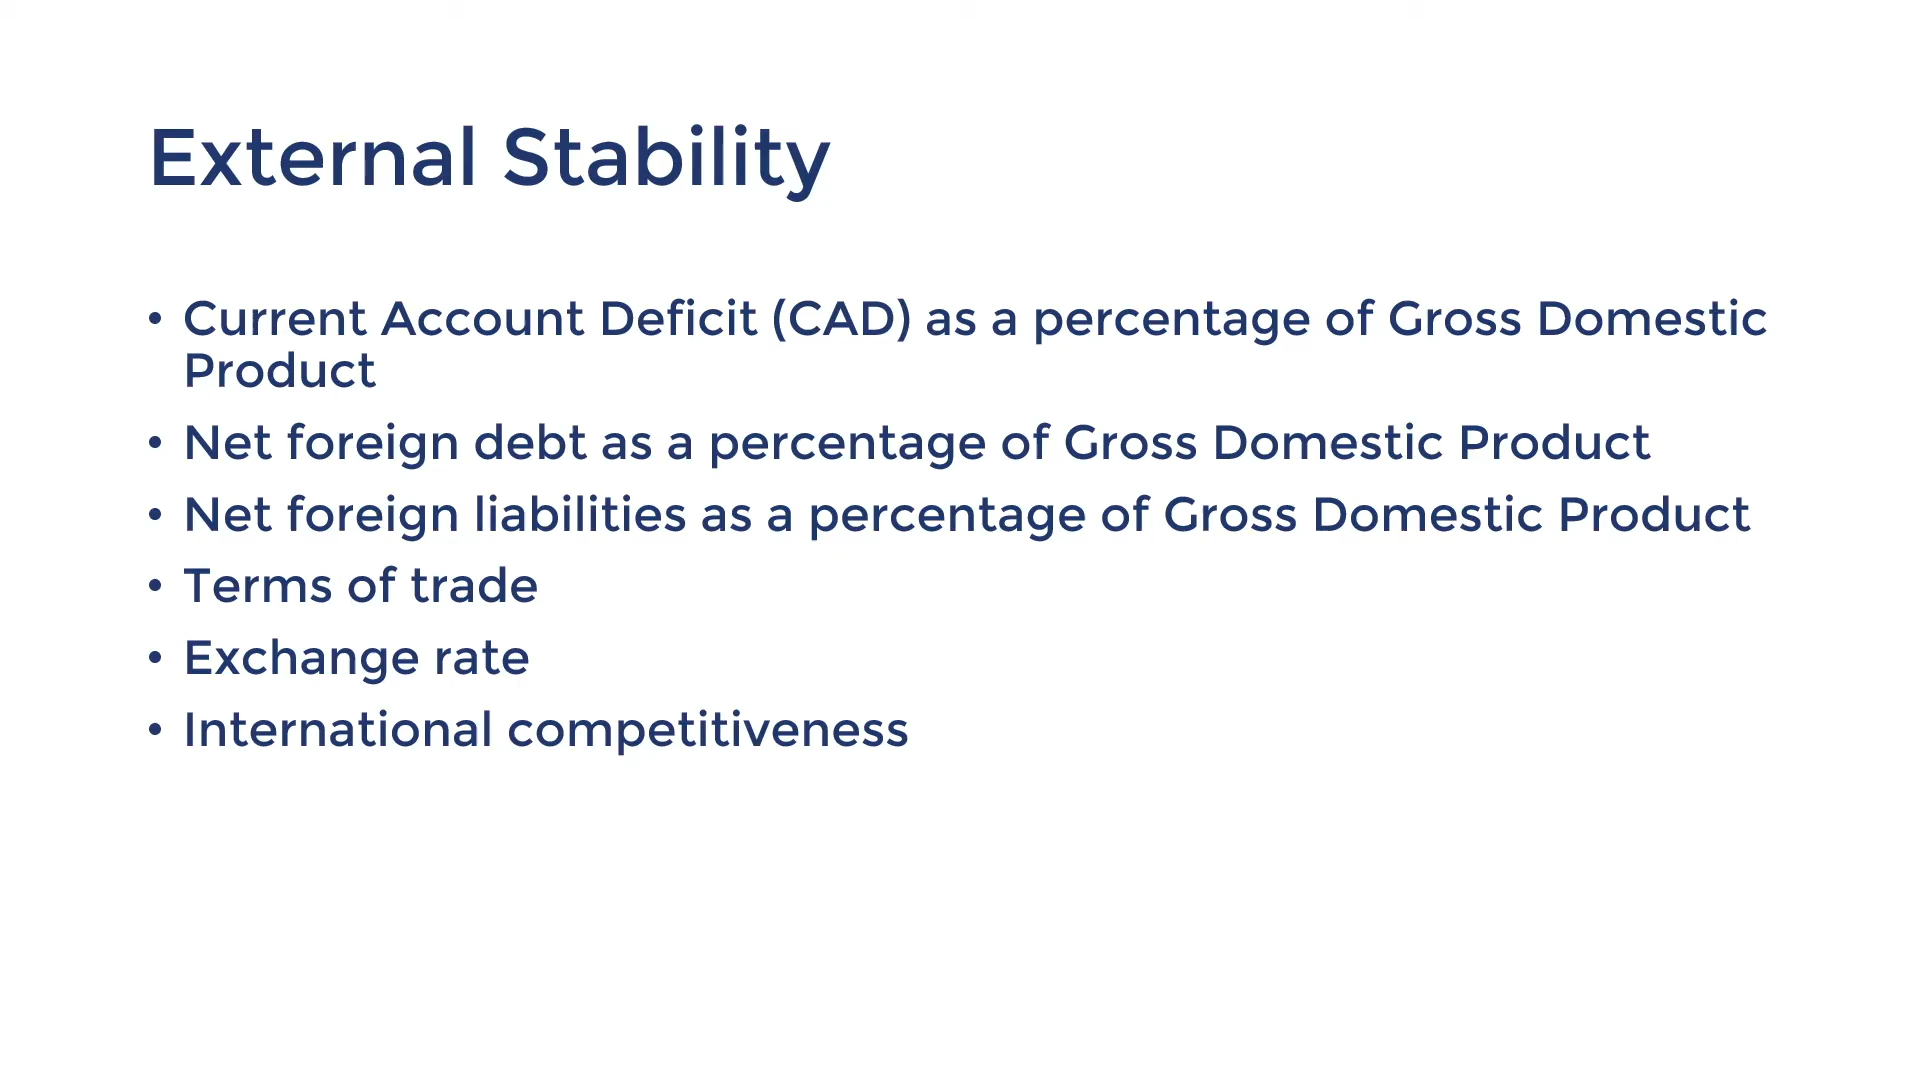 External Stability
• Current Account Deficit (CAD) as a percentage of Gross Domestic
Product
• Net foreign debt as a percentage of Gross Domestic Product
• Net foreign liabilities as a percentage of Gross Domestic Product
• Terms of trade
• Exchange rate
• International competitiveness